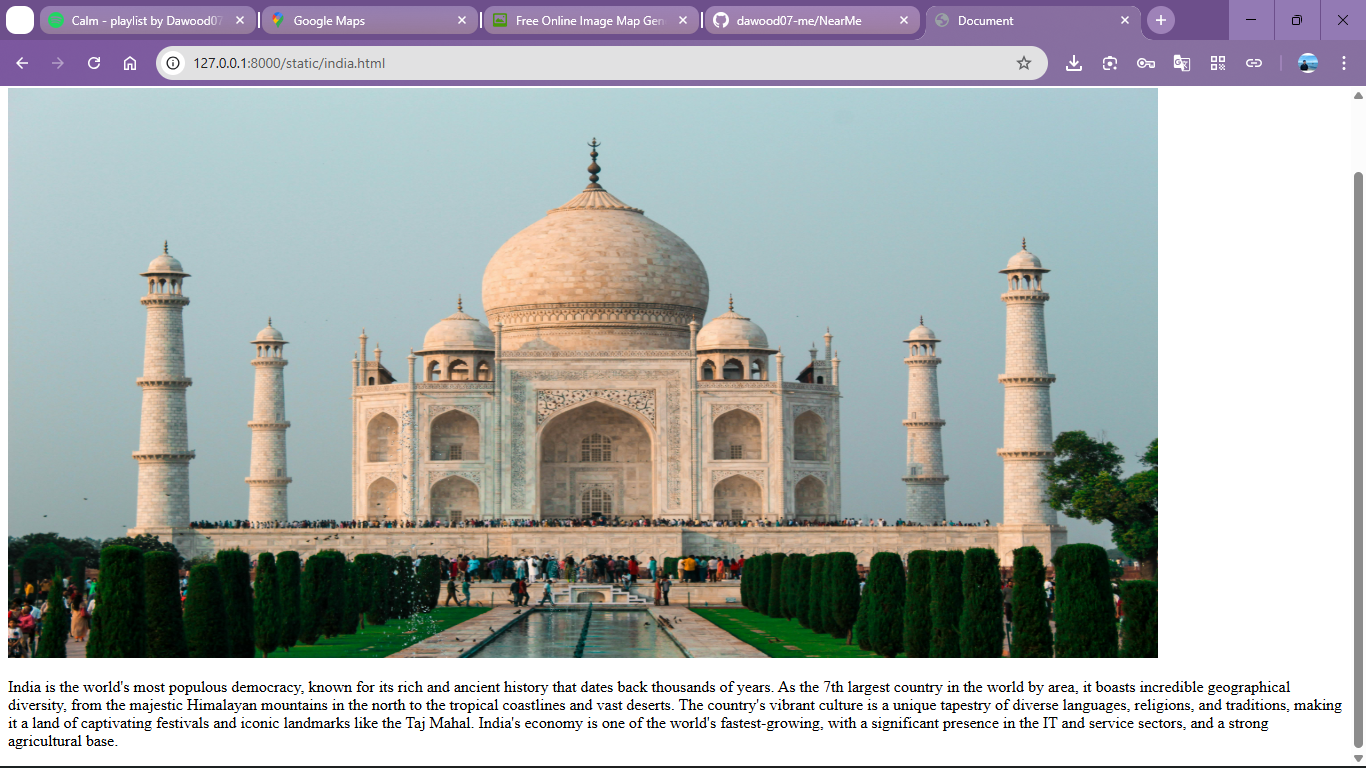 Calm - playlist by Dawood07
Google Maps
Free Online Image Map Gen
dawood07-me/NearMe
Document
127.0.0.1:8000/static/india.html
India is the world's most populous democracy, known for its rich and ancient history that dates back thousands of years. As the 7th largest country in the world by area, it boasts incredible geographical
diversity, from the majestic Himalayan mountains in the north to the tropical coastlines and vast deserts. The country's vibrant culture is a unique tapestry of diverse languages, religions, and traditions, making
it a land of captivating festivals and iconic landmarks like the Taj Mahal. India's economy is one of the world's fastest-growing, with a significant presence in the IT and service sectors, and a strong
agricultural base.